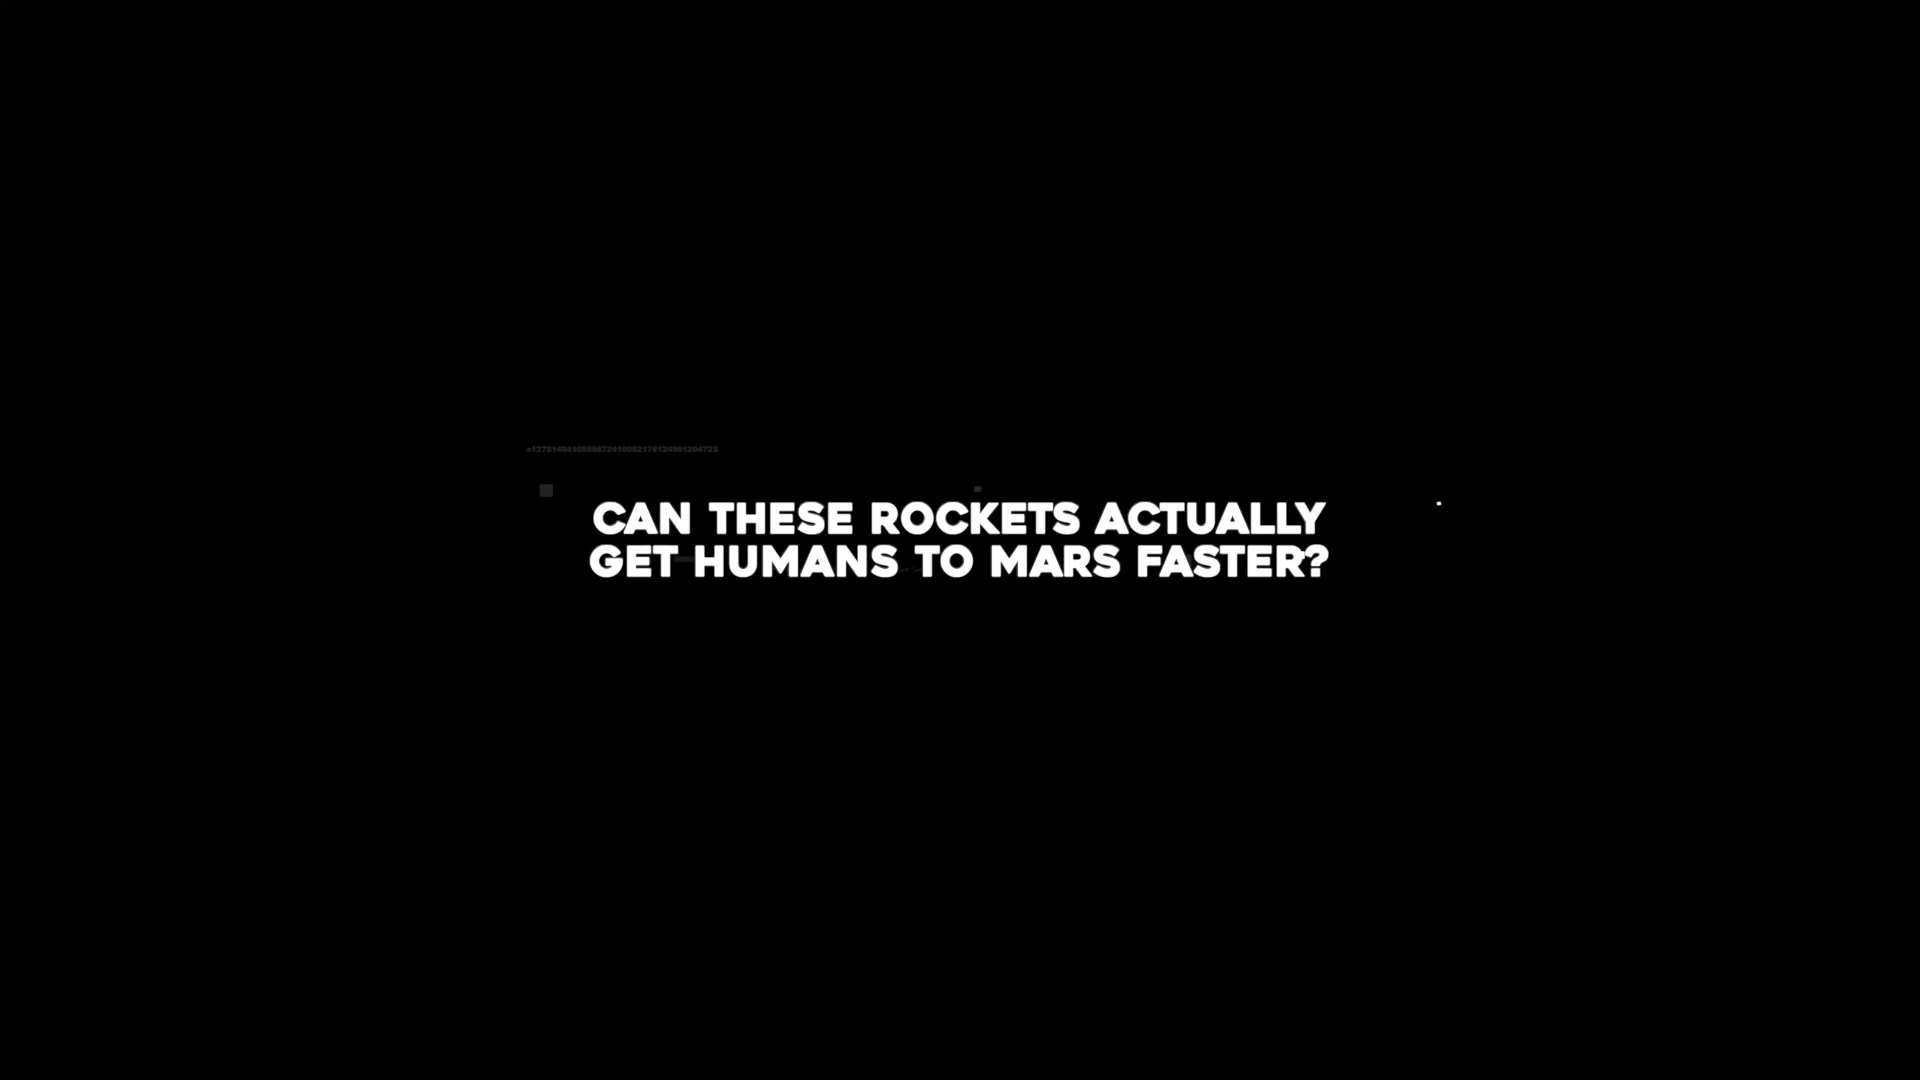 CAN THESE ROCKETS ACTUALLY
GET HUMANS TO MARS FASTER?